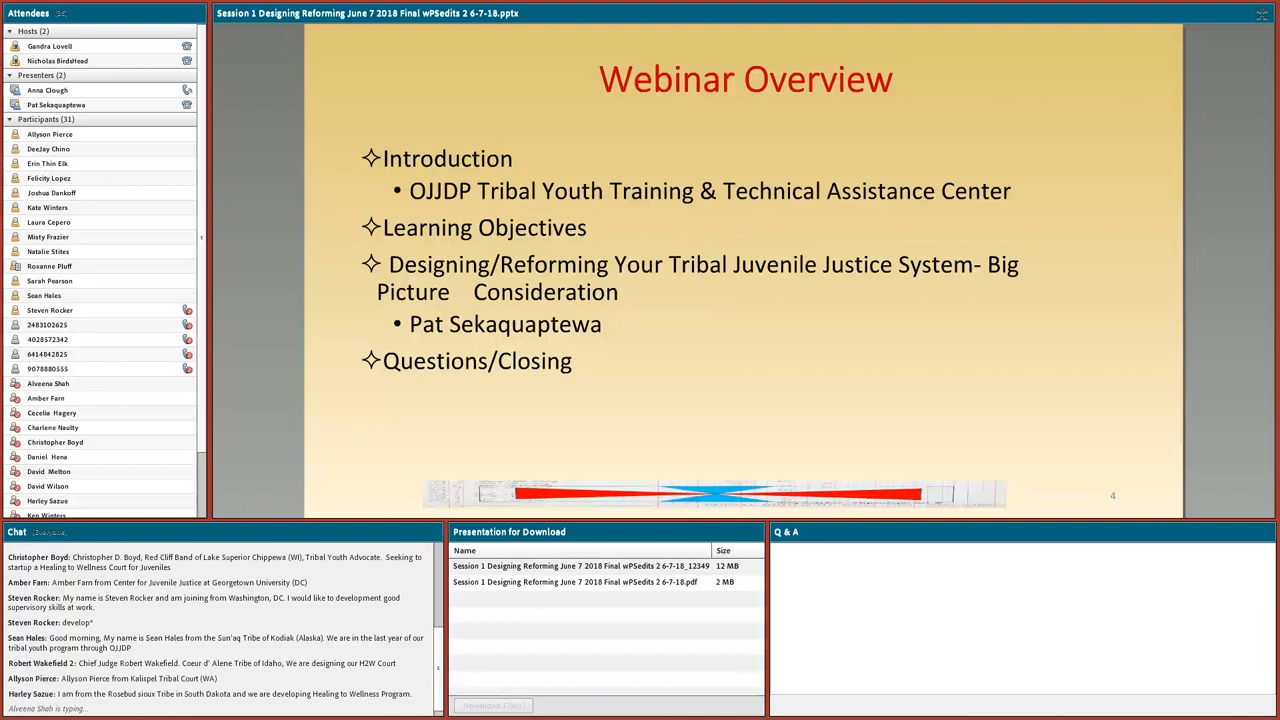 Attendees (35)
Hosts (2)
Gandra Lovell
Nicholas BirdsHead
Presenters (2)
Anna Clough
Pat Sekaquaptewa
Participants (31)
Allyson Pierce
DeeJay Chino
Erin Thin Elk
Felicity Lopez
Joshua Dankoff
Kate Winters
Laura Cepero
Misty Frazier
Natalie Stites
Roxanne Pluff
Sarah Pearson
Sean Hales
Steven Rocker
2483102625
4028572342
6414842825
9078880555
Alveena Shah
Amber Farn
Cecelia Hagery
Charlene Naulty
Christopher Boyd
Daniel Hena
David Melton
David Wilson
Harley Sazue
Ken Winters
Session 1 Designing Reforming June 7 2018 Final wPSedits 2 6-7-18.pptx
Webinar Overview
Introduction
• OJJDP Tribal Youth Training & Technical Assistance Center
Learning Objectives
Designing/Reforming Your Tribal Juvenile Justice System- Big
Picture Consideration
• Pat Sekaquaptewa
Questions/Closing
4
Chat (Everyone)
Christopher Boyd: Christopher D. Boyd, Red Cliff Band of Lake Superior Chippewa (WI), Tribal Youth Advocate. Seeking to
startup a Healing to Wellness Court for Juveniles
Amber Farn: Amber Farn from Center for Juvenile Justice at Georgetown University (DC)
Steven Rocker: My name is Steven Rocker and am joining from Washington, DC. I would like to development good
supervisory skills at work.
Steven Rocker: develop*
Sean Hales: Good morning, My name is Sean Hales from the Sun'aq Tribe of Kodiak (Alaska). We are in the last year of our
tribal youth program through OJJDP
Robert Wakefield 2: Chief Judge Robert Wakefield. Coeur d' Alene Tribe of Idaho, We are designing our H2W Court
Allyson Pierce: Allyson Pierce from Kalispel Tribal Court (WA)
Harley Sazue: I am from the Rosebud sioux Tribe in South Dakota and we are developing Healing to Wellness Program.
Alveena Shah is typing...
Presentation for Download
Name Size
Session 1 Designing Reforming June 7 2018 Final wPSedits 2 6-7-18_12349 12 MB
Session 1 Designing Reforming June 7 2018 Final wPSedits 2 6-7-18.pdf 2 MB
Download File(s)
Q & A